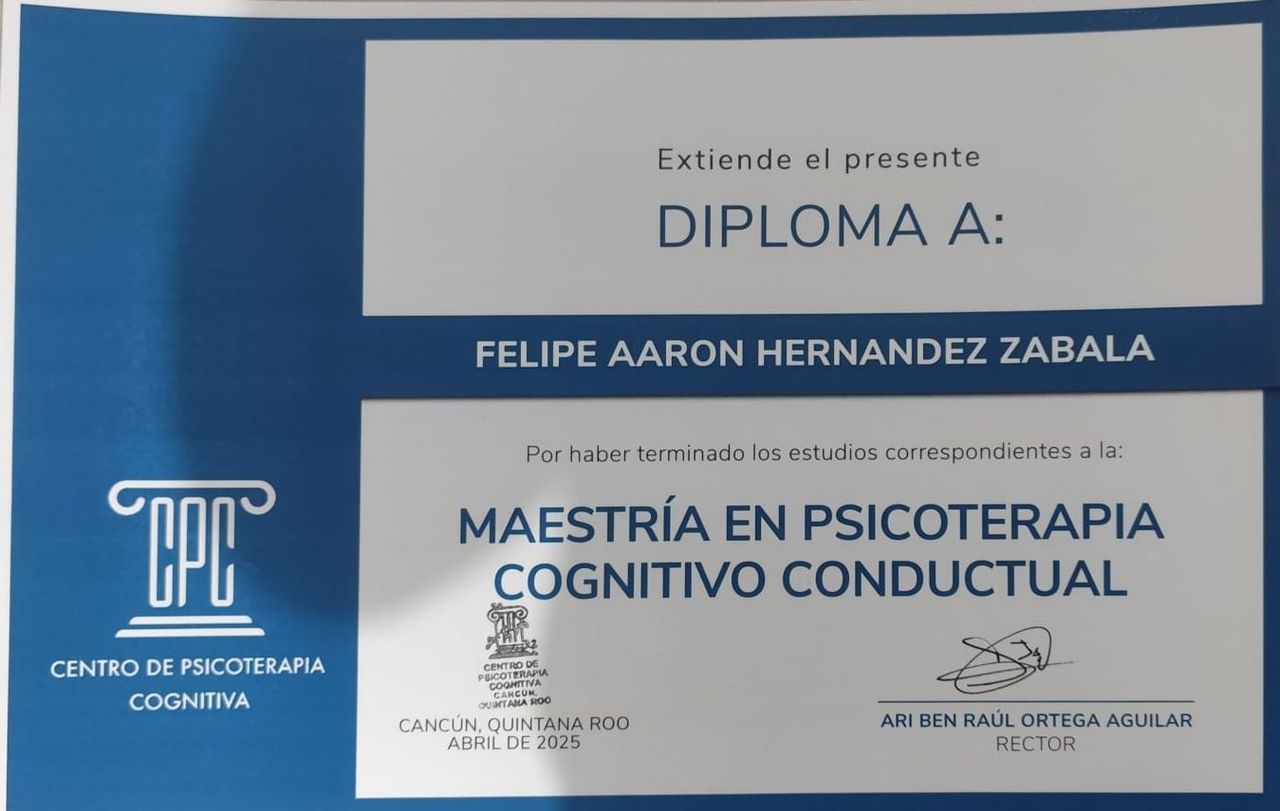 Extiende el presente
DIPLOMA A:
FELIPE AARON HERNANDEZ ZABALA
Por haber terminado los estudios correspondientes a la:
MAESTRÍA EN PSICOTERAPIA
COGNITIVO CONDUCTUAL
CPC
CENTRO DE PSICOTERAPIA
COGNITIVA
CENTRO DE
PSICOTERAPIA
COGNITIVA
CANCÚN,
QUINTANA ROO
CANCÚN, QUINTANA ROO
ABRIL DE 2025
ARI BEN RAÚL ORTEGA AGUILAR
RECTOR